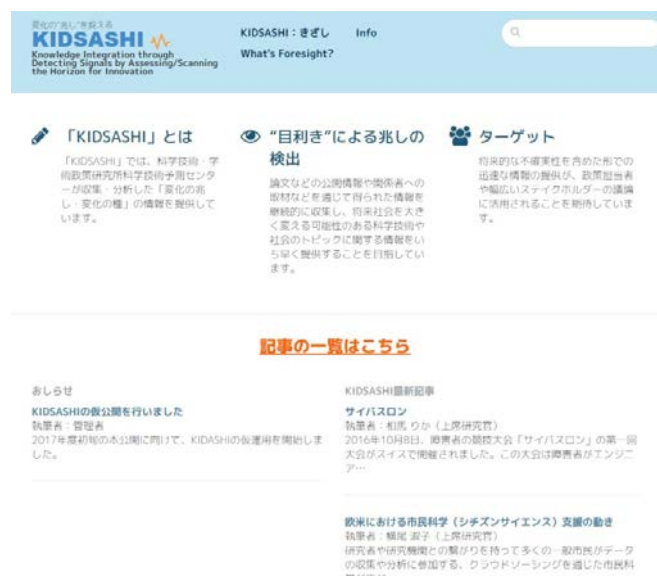 変化の"兆し"を捉える
KIDSASHI
Knowledge Integration through
Detecting Signals by Assessing/Scanning
the Horizon for Innovation
KIDSASHI：きざし Info
What's Foresight?
「KIDSASHI」とは
「KIDSASHI」では、科学技術・学
術政策研究所科学技術予測センタ
ーが収集・分析した「変化の兆
し・変化の種」の情報を提供して
います。
“目利き”による兆しの
検出
論文などの公開情報や関係者への
取材などを通じて得られた情報を
継続的に収集し、将来社会を大き
く変える可能性のある科学技術や
社会のトピックに関する情報をい
ち早く提供することを目指してい
ます。
ターゲット
将来的な不確実性を含めた形での
迅速な情報の提供が、政策担当者
や幅広いステイクホルダーの議論
に活用されることを期待していま
す。
記事の一覧はこちら
おしらせ
KIDSASHIの仮公開を行いました
執筆者：管理者
2017年度初旬の本公開に向けて、KIDASHIの仮運用を開始しま
した。
KIDSASHI最新記事
サイバスロン
執筆者：相馬 りか（上席研究官）
2016年10月8日、障害者の競技大会「サイバスロン」の第一回
大会がスイスで開催されました。この大会は障害者がエンジニ
ア…
欧米における市民科学（シチズンサイエンス）支援の動き
執筆者：横尾 淑子（上席研究官）
研究者や研究機関との繋がりを持って多くの一般市民がデータ
の収集や分析に参加する、クラウドソーシングを通じた市民科